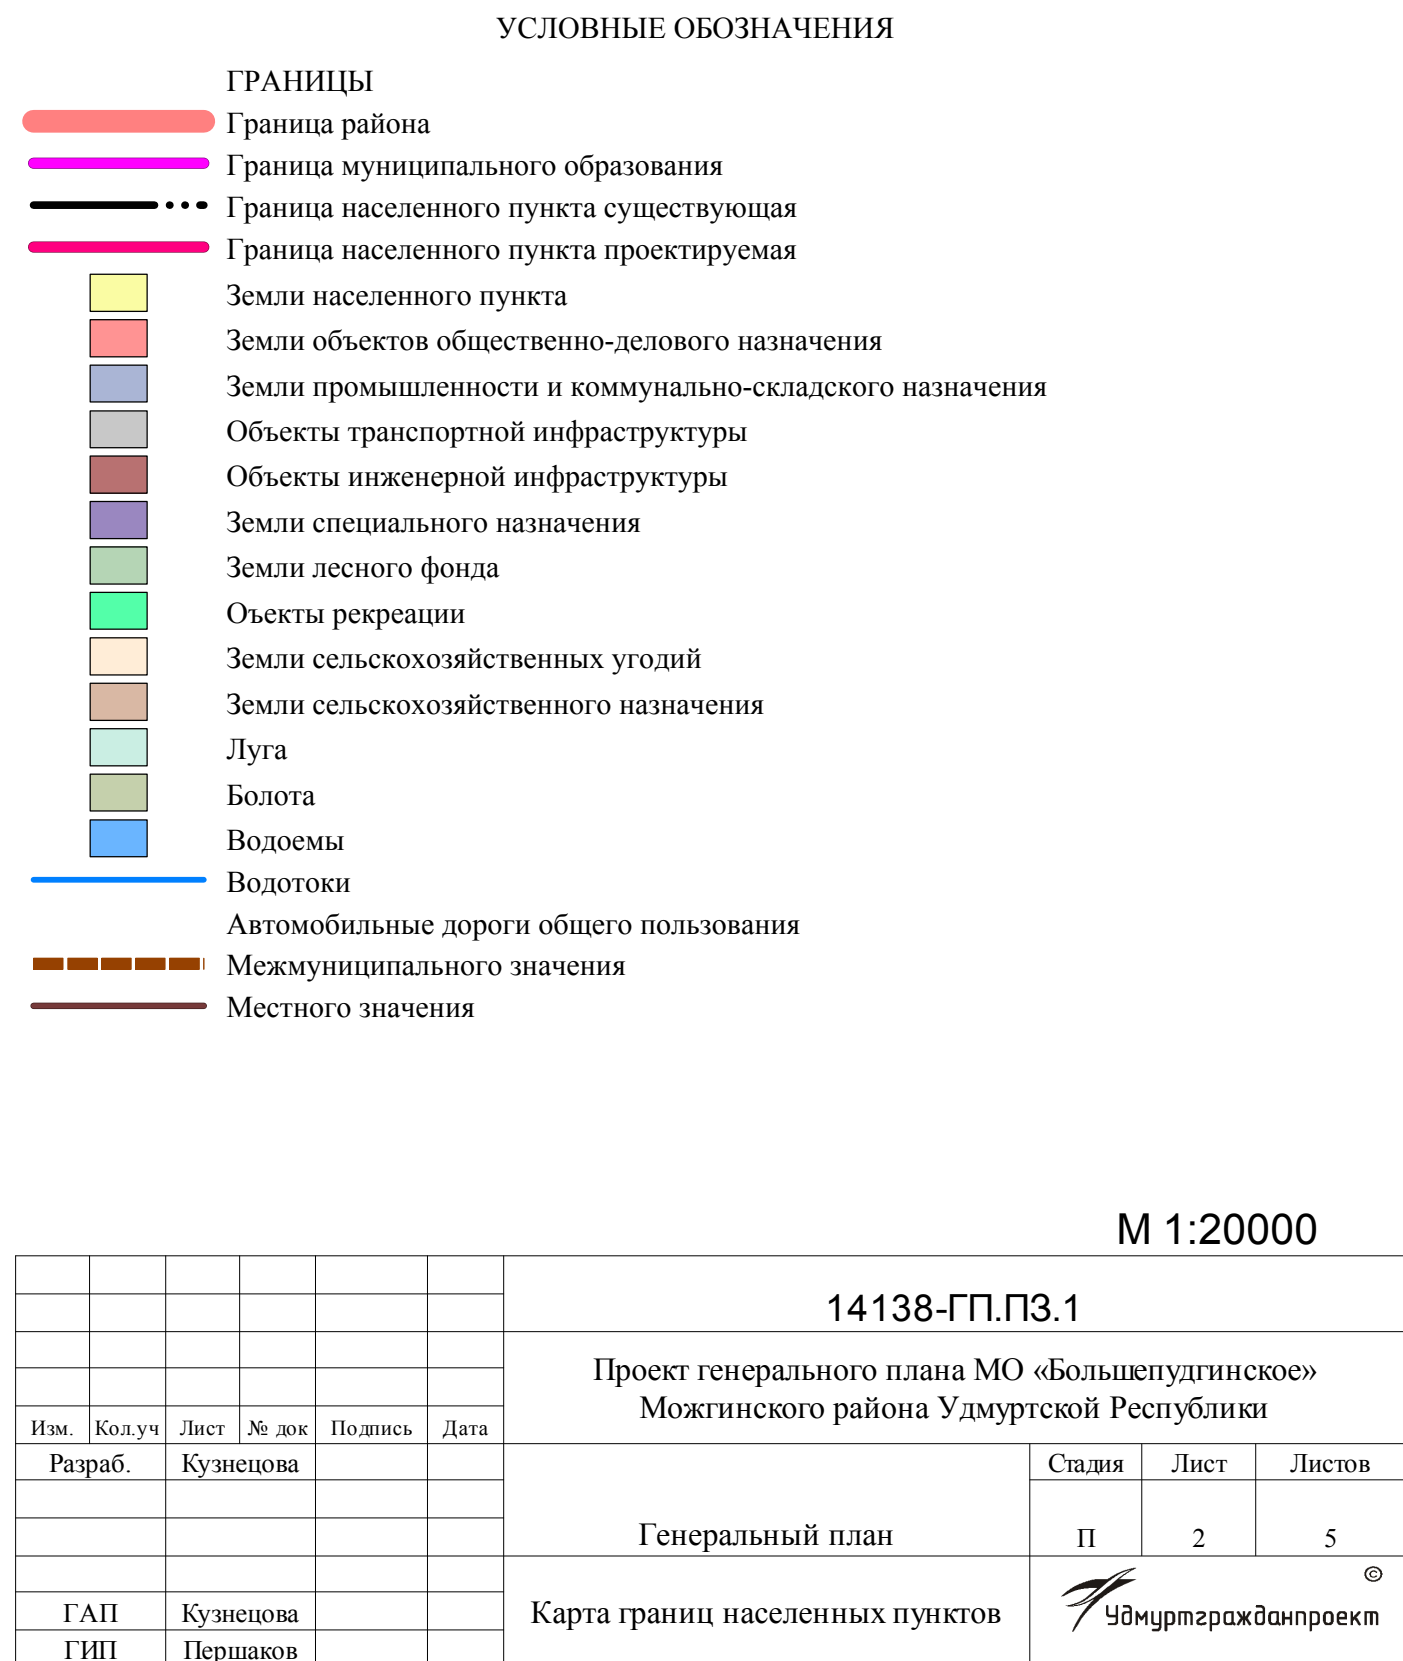 УСЛОВНЫЕ ОБОЗНАЧЕНИЯ
ГРАНИЦЫ
Граница района
Граница муниципального образования
Граница населенного пункта существующая
Граница населенного пункта проектируемая
Земли населенного пункта
Земли объектов общественно-делового назначения
Земли промышленности и коммунально-складского назначения
Объекты транспортной инфраструктуры
Объекты инженерной инфраструктуры
Земли специального назначения
Земли лесного фонда
Оъекты рекреации
Земли сельскохозяйственных угодий
Земли сельскохозяйственного назначения
Луга
Болота
Водоемы
Водотоки
Автомобильные дороги общего пользования
Межмуниципального значения
Местного значения
М 1:20000
14138-ГП.ПЗ.1
Проект генерального плана МО «Большепудгинское»
Можгинского района Удмуртской Республики
Изм. Кол.уч Лист № док Подпись Дата
Разраб. Кузнецова
Стадия Лист Листов
Генеральный план
П 2 5
©
ГАП Кузнецова
Карта границ населенных пунктов
Удмуртгражданпроект
ГИП Першаков